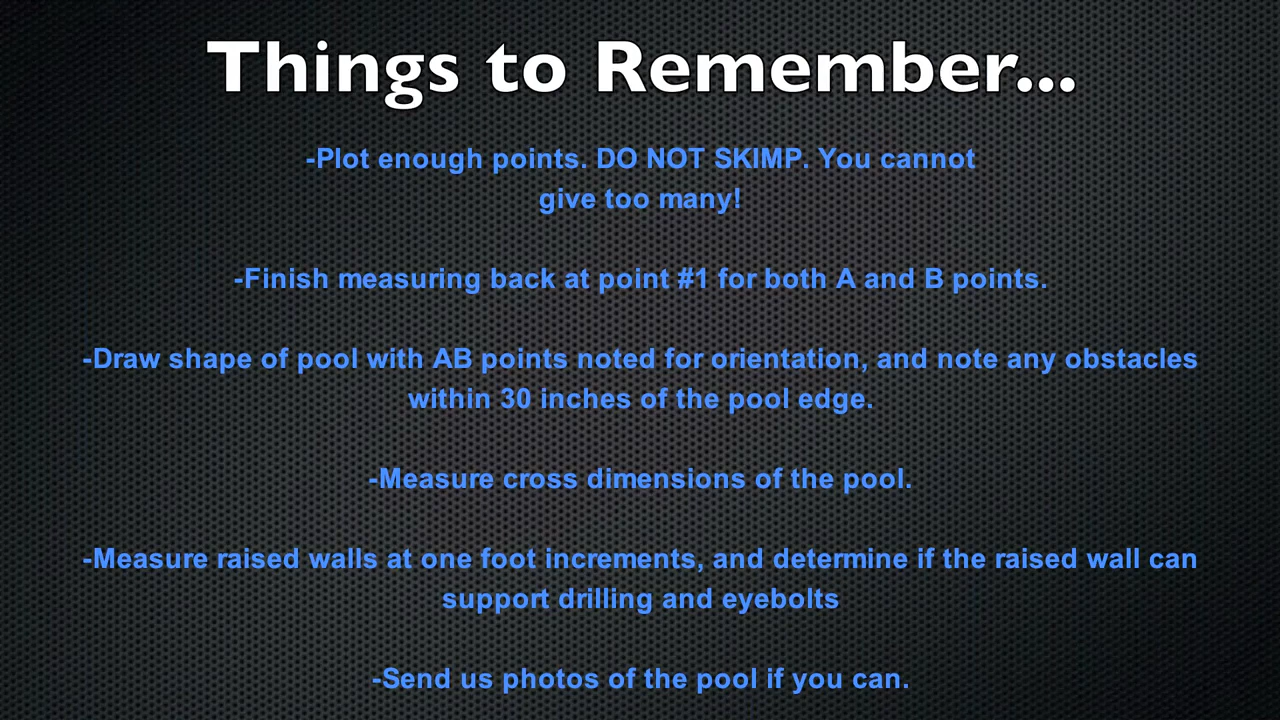 Things to Remember...
-Plot enough points. DO NOT SKIMP. You cannot
give too many!
-Finish measuring back at point #1 for both A and B points.
-Draw shape of pool with AB points noted for orientation, and note any obstacles
within 30 inches of the pool edge.
-Measure cross dimensions of the pool.
-Measure raised walls at one foot increments, and determine if the raised wall can
support drilling and eyebolts
-Send us photos of the pool if you can.